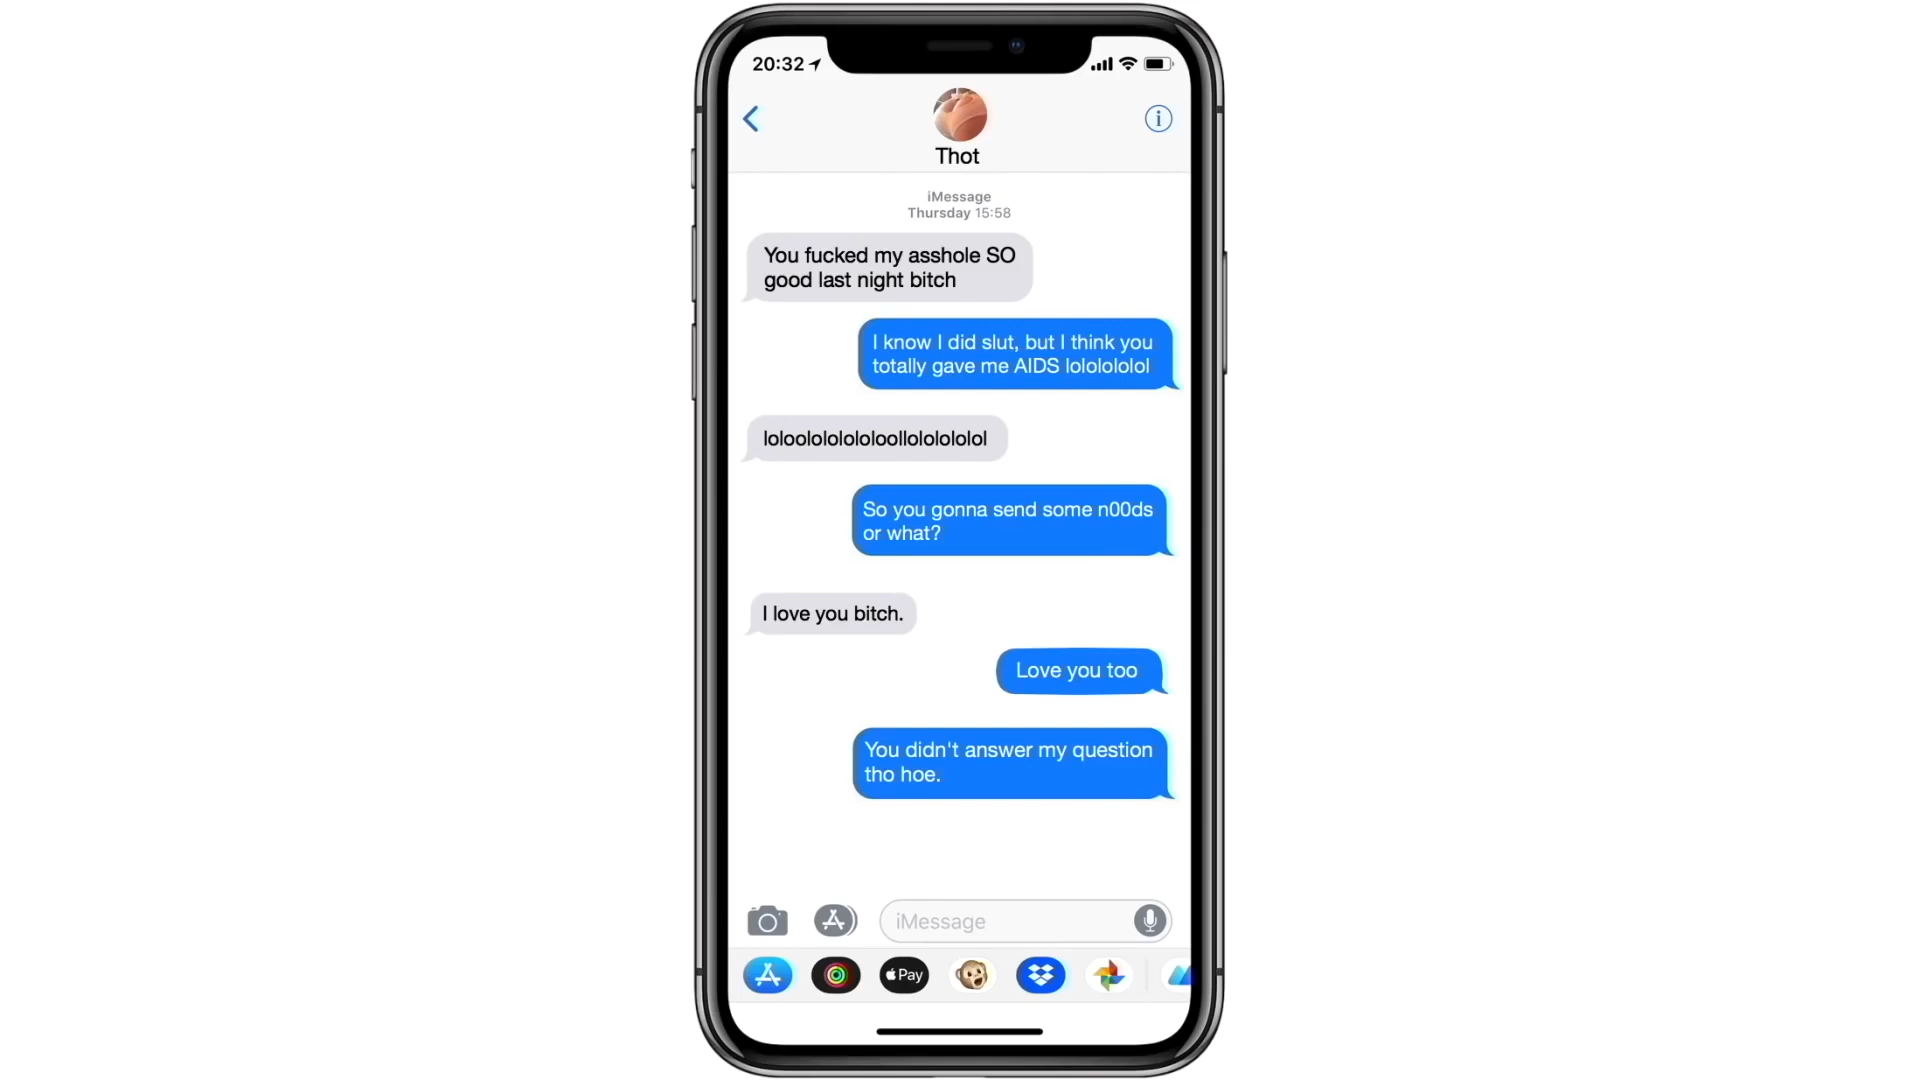 20:32
Thot
iMessage
Thursday 15:58
You fucked my asshole SO
good last night bitch
I know I did slut, but I think you
totally gave me AIDS lolololololol
loloolololololoollolololololol
So you gonna send some n00ds
or what?
I love you bitch.
Love you too
You didn't answer my question
tho hoe.
iMessage
Pay